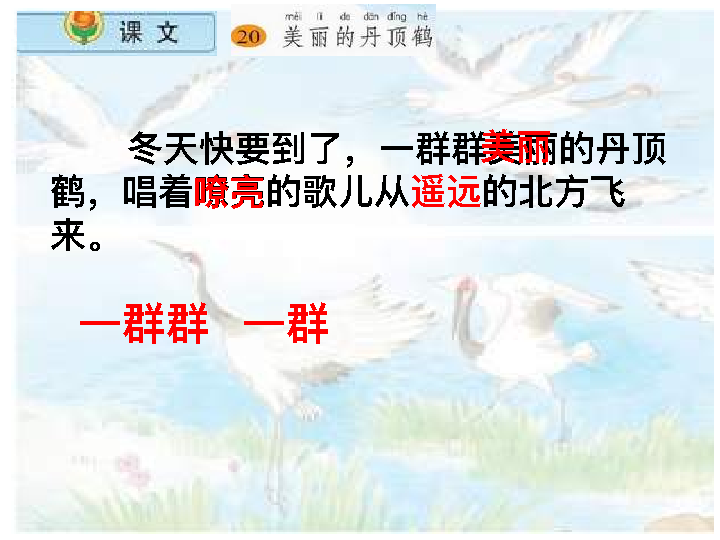 课文
měi lì de dān dǐng hè
20 美丽的丹顶鹤
冬天快要到了，一群群美丽的丹顶
鹤，唱着嘹亮的歌儿从遥远的北方飞
来。
一群群 一群